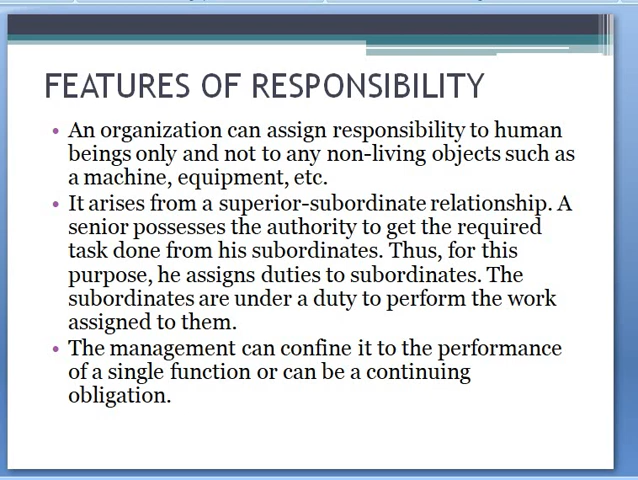 FEATURES OF RESPONSIBILITY
• An organization can assign responsibility to human
beings only and not to any non-living objects such as
a machine, equipment, etc.
• It arises from a superior-subordinate relationship. A
senior possesses the authority to get the required
task done from his subordinates. Thus, for this
purpose, he assigns duties to subordinates. The
subordinates are under a duty to perform the work
assigned to them.
• The management can confine it to the performance
of a single function or can be a continuing
obligation.